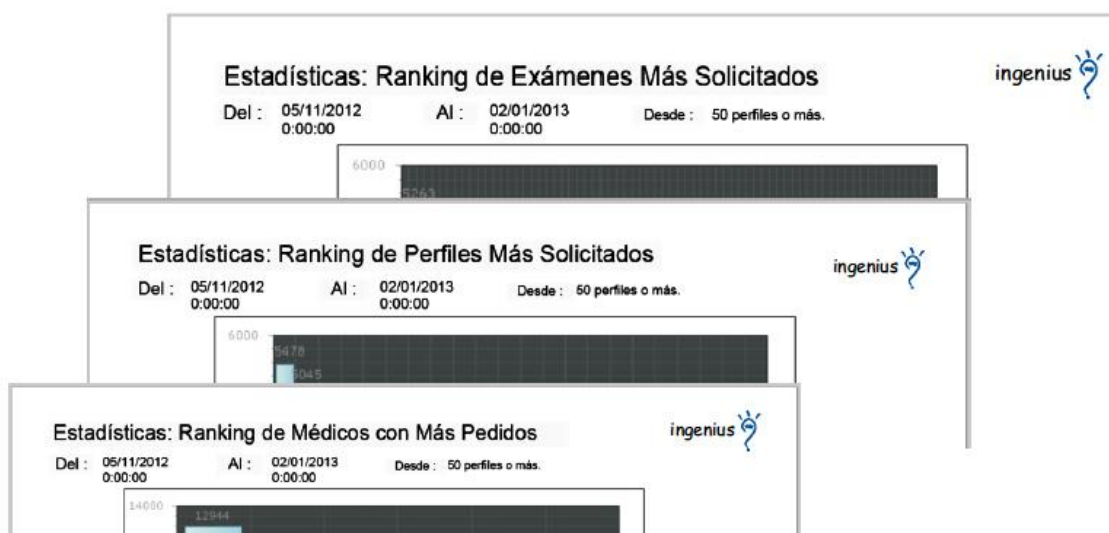 Estadísticas: Ranking de Exámenes Más Solicitados
ingenius
Del : 05/11/2012 0:00:00 Al : 02/01/2013 0:00:00 Desde : 50 perfiles o más.
6000
5263
Estadísticas: Ranking de Perfiles Más Solicitados
ingenius
Del : 05/11/2012 0:00:00 Al : 02/01/2013 0:00:00 Desde : 50 perfiles o más.
6000
5478
5045
Estadísticas: Ranking de Médicos con Más Pedidos
ingenius
Del : 05/11/2012 0:00:00 Al : 02/01/2013 0:00:00 Desde : 50 perfiles o más.
14000
12944